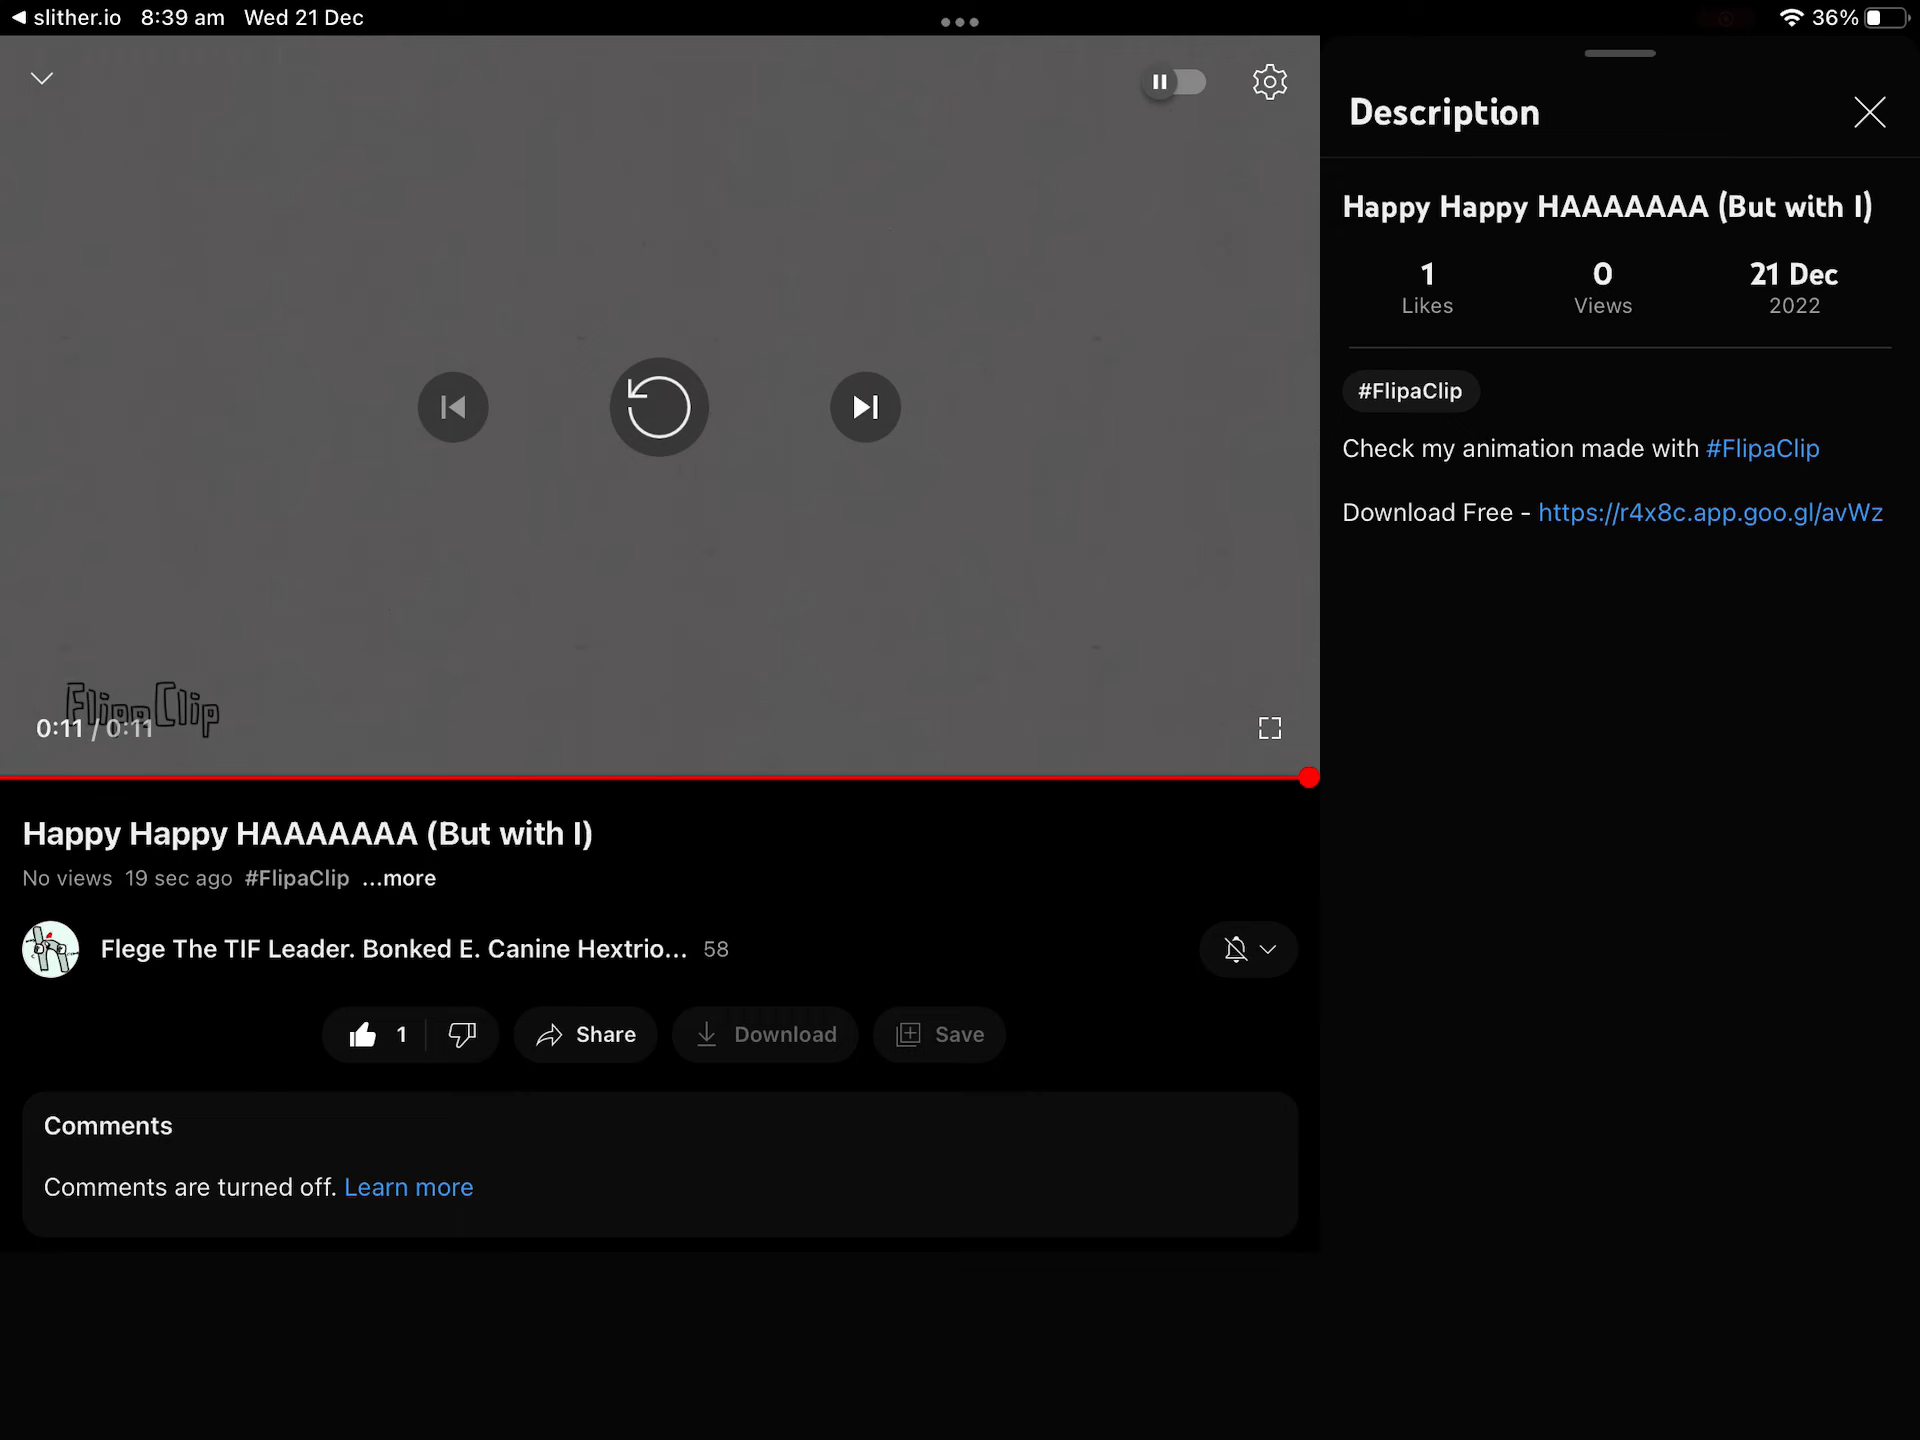 slither.io 8:39 am Wed 21 Dec
36%
FlipaClip
0:11 / 0:11
Happy Happy HAAAAAAA (But with I)
No views 19 sec ago #FlipaClip ...more
Flege The TIF Leader. Bonked E. Canine Hextrio... 58
1
Share
Download
Save
Comments
Comments are turned off. Learn more
Description
Happy Happy HAAAAAAA (But with I)
1 0 21 Dec
Likes Views 2022
#FlipaClip
Check my animation made with #FlipaClip
Download Free - https://r4x8c.app.goo.gl/avWz